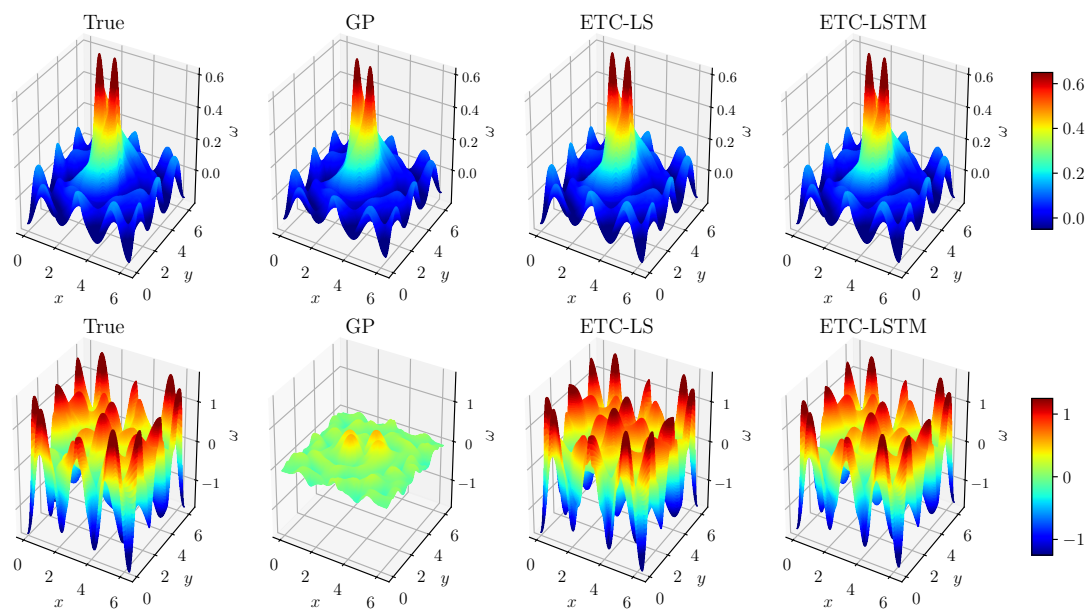 True GP ETC-LS ETC-LSTM
0.6 0.6 0.6 0.6 0.6
0.4 0.4 0.4 0.4 0.4
ω ω ω ω
0.2 0.2 0.2 0.2 0.2
0.0 0.0 0.0 0.0 0.0
0 2 4 6 x 0 2 4 6 y
0 2 4 6 x 0 2 4 6 y
0 2 4 6 x 0 2 4 6 y
0 2 4 6 x 0 2 4 6 y
True GP ETC-LS ETC-LSTM
1 1 1 1 1
0 0 0 0 0
ω ω ω ω
−1 −1 −1 −1 −1
0 2 4 6 x 0 2 4 6 y
0 2 4 6 x 0 2 4 6 y
0 2 4 6 x 0 2 4 6 y
0 2 4 6 x 0 2 4 6 y